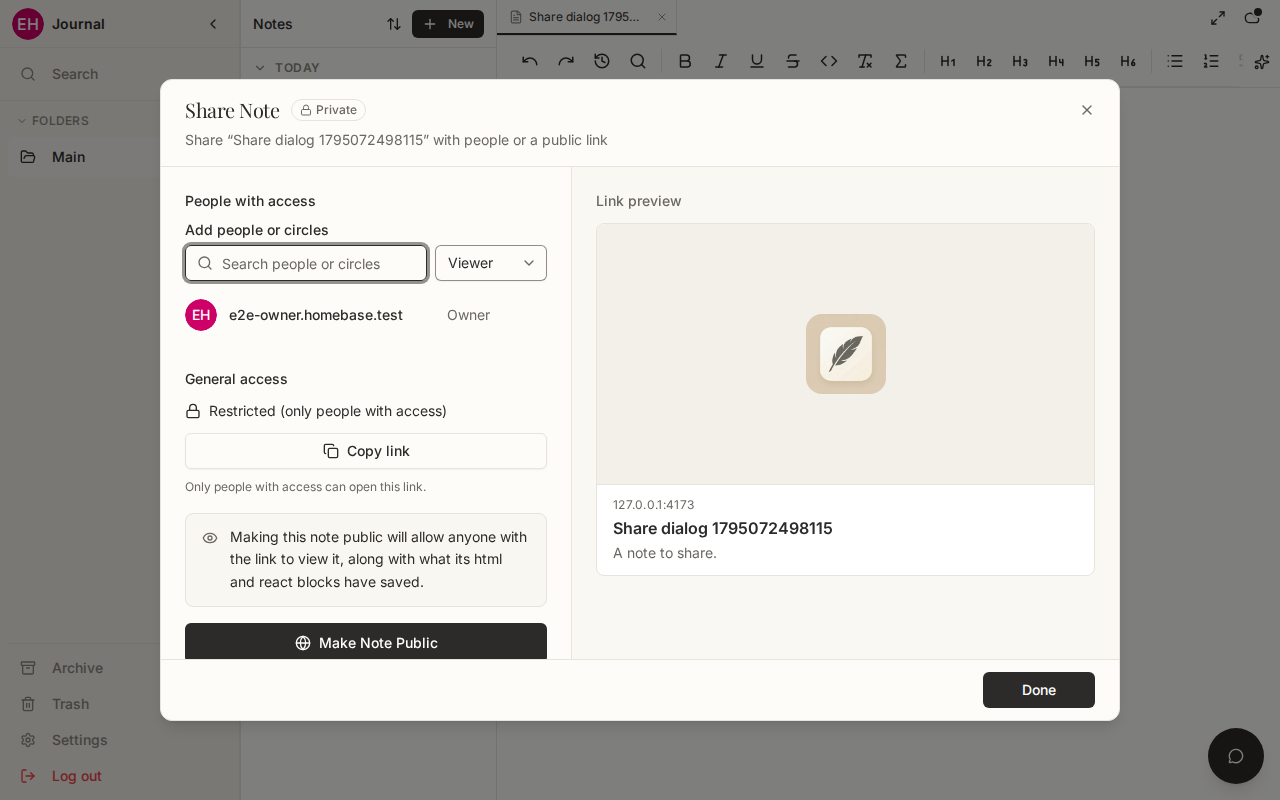 EH Journal
Search
FOLDERS
Main
Archive
Trash
Settings
Log out
Notes
New
TODAY
Share dialog 1795...
B I U S H1 H2 H3 H4 H5 H6
Share Note
Private
Share “Share dialog 1795072498115” with people or a public link
People with access
Add people or circles
Search people or circles
Viewer
EH e2e-owner.homebase.test Owner
General access
Restricted (only people with access)
Copy link
Only people with access can open this link.
Making this note public will allow anyone with
the link to view it, along with what its html
and react blocks have saved.
Make Note Public
Link preview
127.0.0.1:4173
Share dialog 1795072498115
A note to share.
Done